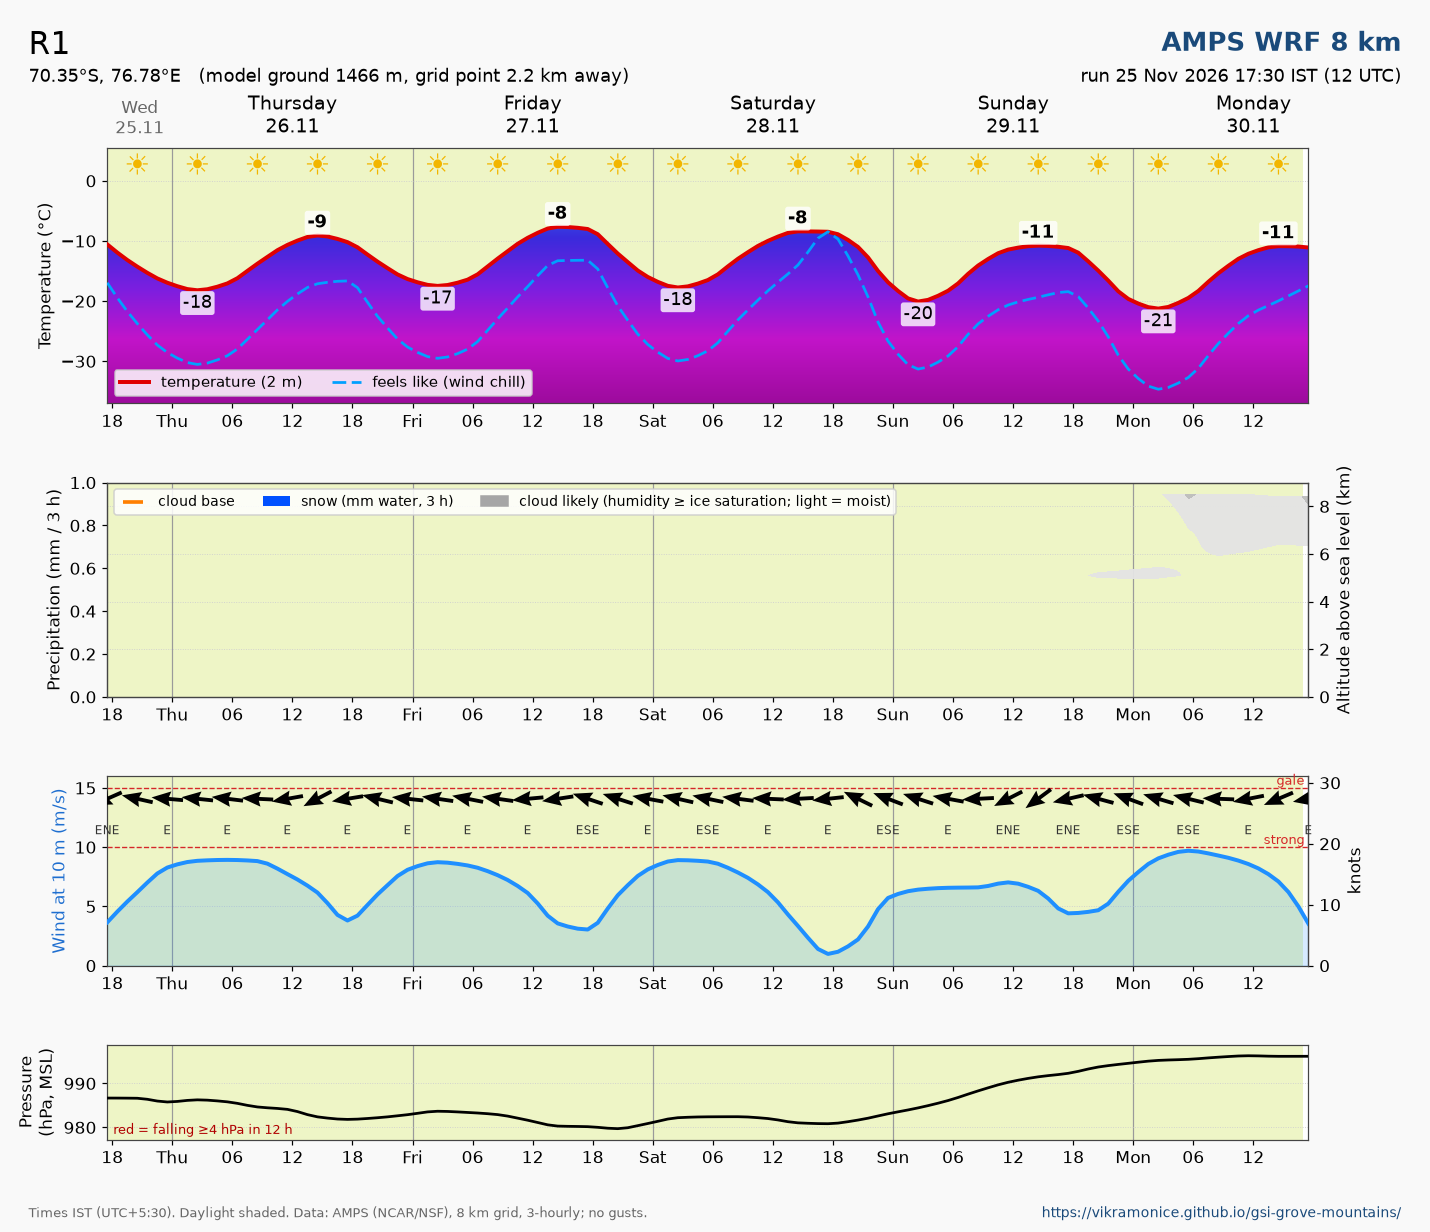 R1
AMPS WRF 8 km
70.35°S, 76.78°E (model ground 1466 m, grid point 2.2 km away)
run 25 Nov 2026 17:30 IST (12 UTC)
Wed Thursday Friday Saturday Sunday Monday
25.11 26.11 27.11 28.11 29.11 30.11
Temperature (°C)
0
−10
−20
−30
-9 -8 -8 -11 -11
-18 -17 -18 -20 -21
temperature (2 m) feels like (wind chill)
18 Thu 06 12 18 Fri 06 12 18 Sat 06 12 18 Sun 06 12 18 Mon 06 12
Precipitation (mm / 3 h)
1.0
0.8
0.6
0.4
0.2
0.0
cloud base snow (mm water, 3 h) cloud likely (humidity ≥ ice saturation; light = moist)
8
6
4
2
0
Altitude above sea level (km)
18 Thu 06 12 18 Fri 06 12 18 Sat 06 12 18 Sun 06 12 18 Mon 06 12
Wind at 10 m (m/s)
15
10
5
0
gale
ENE E E E E E E E ESE E ESE E E ESE E ENE ENE ESE ESE E E
strong
30
20
10
0
knots
18 Thu 06 12 18 Fri 06 12 18 Sat 06 12 18 Sun 06 12 18 Mon 06 12
Pressure
(hPa, MSL)
990
980
red = falling ≥4 hPa in 12 h
18 Thu 06 12 18 Fri 06 12 18 Sat 06 12 18 Sun 06 12 18 Mon 06 12
Times IST (UTC+5:30). Daylight shaded. Data: AMPS (NCAR/NSF), 8 km grid, 3-hourly; no gusts.
https://vikramonice.github.io/gsi-grove-mountains/